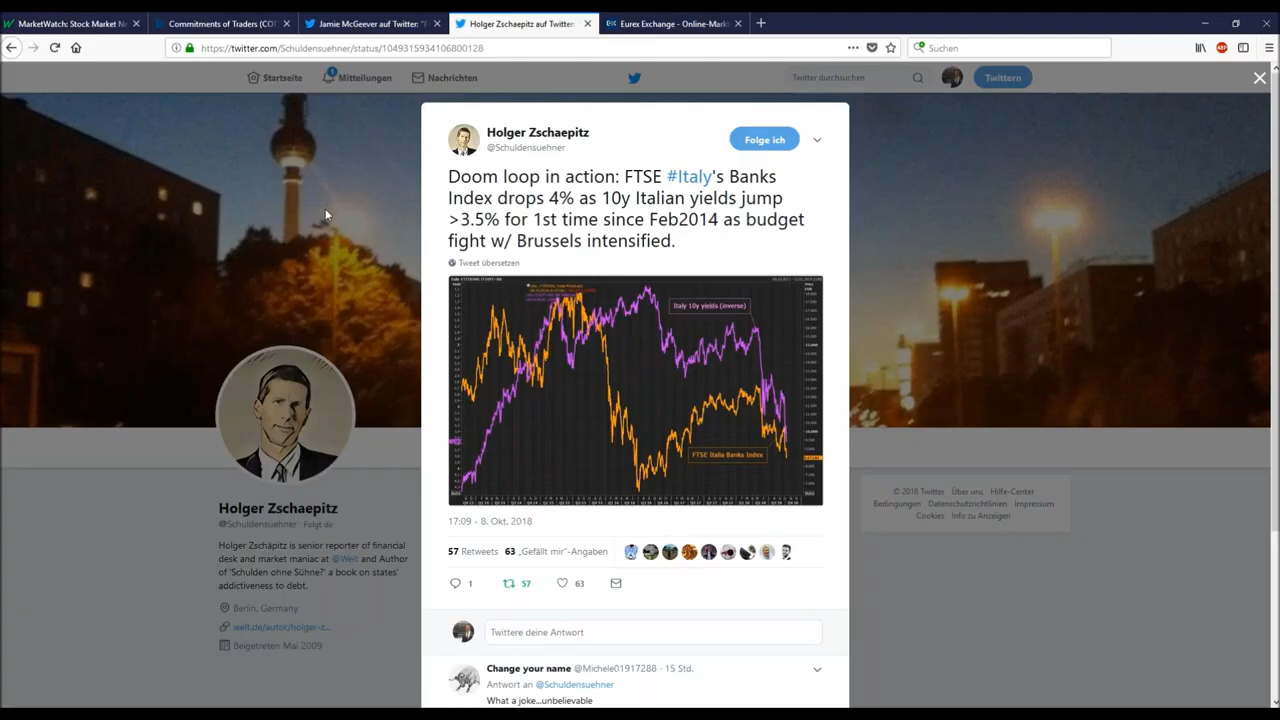 MarketWatch: Stock Market N
Commitments of Traders (COT
Jamie McGeever auf Twitter: "F
Holger Zschaepitz auf Twitter:
Eurex Exchange - Online-Mark
https://twitter.com/Schuldensuehner/status/1049315934106800128
Suchen
Startseite
1
Mitteilungen
Nachrichten
Twitter durchsuchen
Twittern
Holger Zschaepitz
@Schuldensuehner
Folge ich
Doom loop in action: FTSE #Italy's Banks
Index drops 4% as 10y Italian yields jump
>3.5% for 1st time since Feb2014 as budget
fight w/ Brussels intensified.
Tweet übersetzen
Italy 10y yields (inverse)
FTSE Italia Banks Index
17:09 - 8. Okt. 2018
57 Retweets 63 „Gefällt mir“-Angaben
1 57 63
Twittere deine Antwort
Change your name @Michele01917288 · 15 Std.
Antwort an @Schuldensuehner
What a joke...unbelievable
Holger Zschaepitz
@Schuldensuehner Folgt dir
Holger Zschäpitz is senior reporter of financial
desk and market maniac @Welt and Author
of 'Schulden ohne Sühne?' a book on states'
addictiveness to debt.
Berlin, Germany
welt.de/autor/holger-z...
Beigetreten Mai 2009
© 2018 Twitter Über uns Hilfe-Center
Bedingungen Datenschutzrichtlinien Impressum
Cookies Info zu Anzeigen